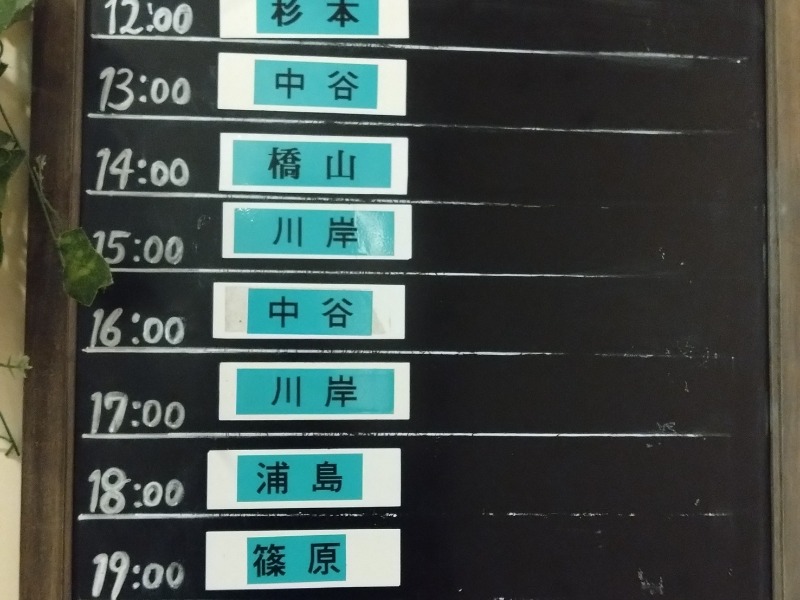 12:00 杉本
13:00 中谷
14:00 橋山
15:00 川岸
16:00 中谷
17:00 川岸
18:00 浦島
19:00 篠原